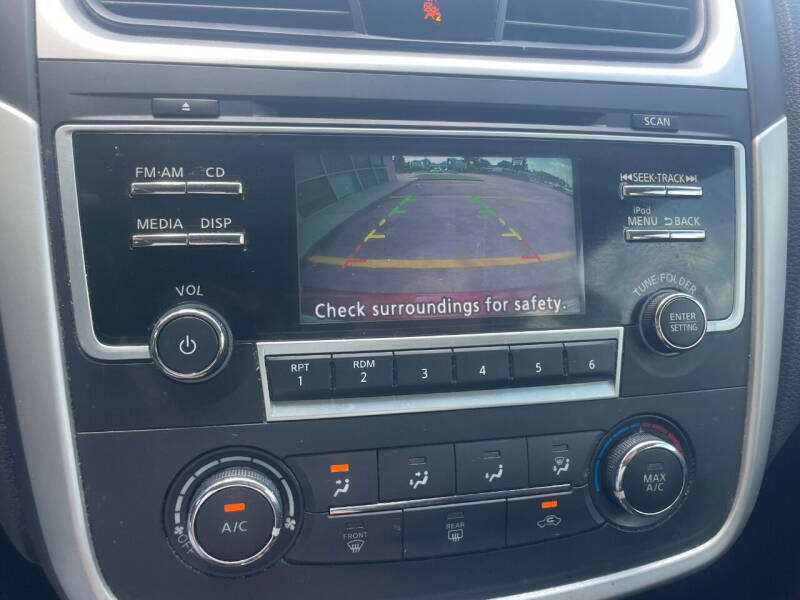 SCAN
FM·AM CD
MEDIA DISP
VOL
SEEK·TRACK
iPod
MENU BACK
TUNE·FOLDER
ENTER
SETTING
Check surroundings for safety.
RPT
1
RDM
2
3
4
5
6
A/C
OFF
FRONT
REAR
MAX
A/C